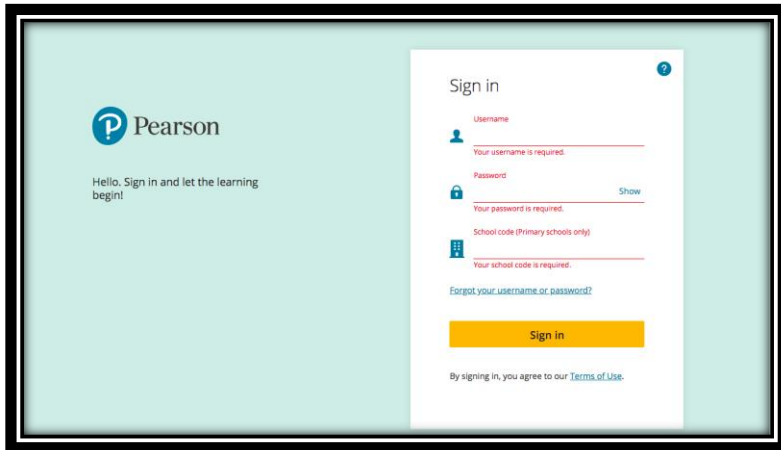 Pearson
Hello. Sign in and let the learning
begin!
?
Sign in
Username
Your username is required.
Password
Show
Your password is required.
School code (Primary schools only)
Your school code is required.
Forgot your username or password?
Sign in
By signing in, you agree to our Terms of Use.